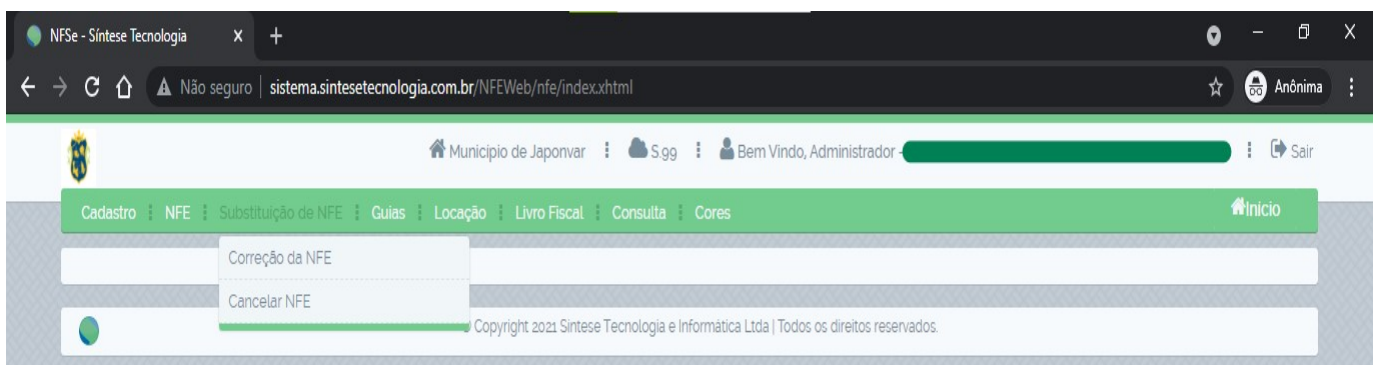 NFSe - Síntese Tecnologia
Não seguro | sistema.sintesetecnologia.com.br/NFEWeb/nfe/index.xhtml Anônima
Municipio de Japonvar S.99 Bem Vindo, Administrador - Sair
Cadastro NFE Substituição de NFE Guias Locação Livro Fiscal Consulta Cores Início
Correção da NFE
Cancelar NFE
Copyright 2021 Síntese Tecnologia e Informática Ltda | Todos os direitos reservados.